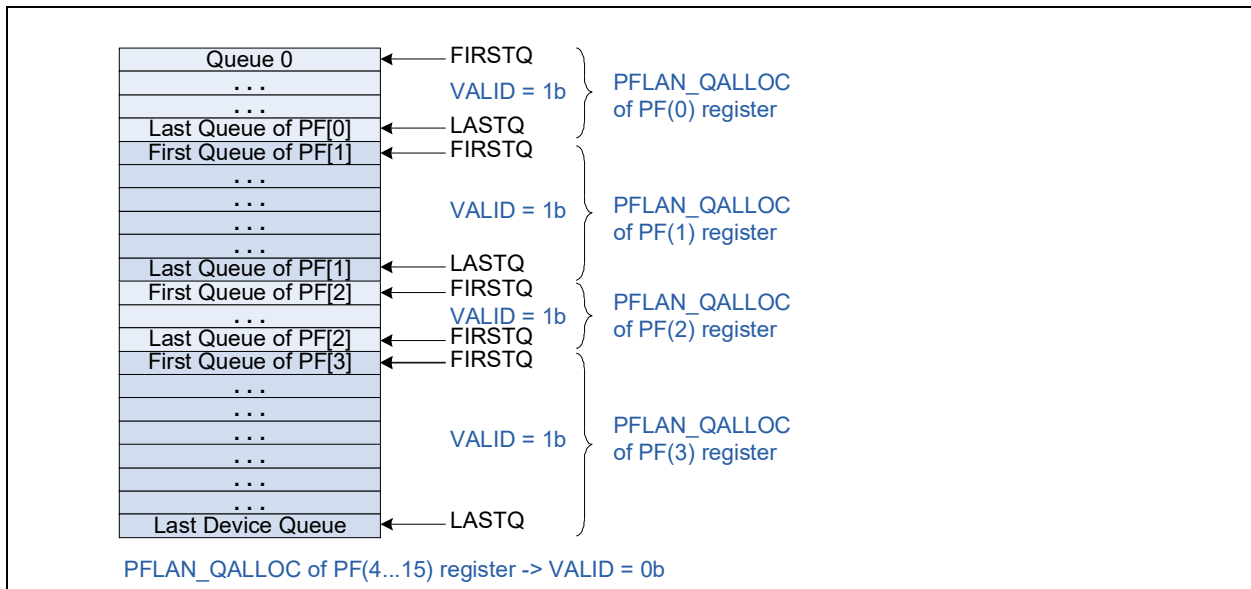 Queue 0
FIRSTQ
. . .
VALID = 1b
PFLAN_QALLOC
of PF(0) register
. . .
Last Queue of PF[0]
LASTQ
First Queue of PF[1]
FIRSTQ
. . .
. . .
VALID = 1b
PFLAN_QALLOC
of PF(1) register
. . .
. . .
Last Queue of PF[1]
LASTQ
First Queue of PF[2]
FIRSTQ
. . .
VALID = 1b
PFLAN_QALLOC
of PF(2) register
Last Queue of PF[2]
FIRSTQ
First Queue of PF[3]
FIRSTQ
. . .
. . .
. . .
VALID = 1b
PFLAN_QALLOC
of PF(3) register
. . .
. . .
. . .
Last Device Queue
LASTQ
PFLAN_QALLOC of PF(4...15) register -> VALID = 0b